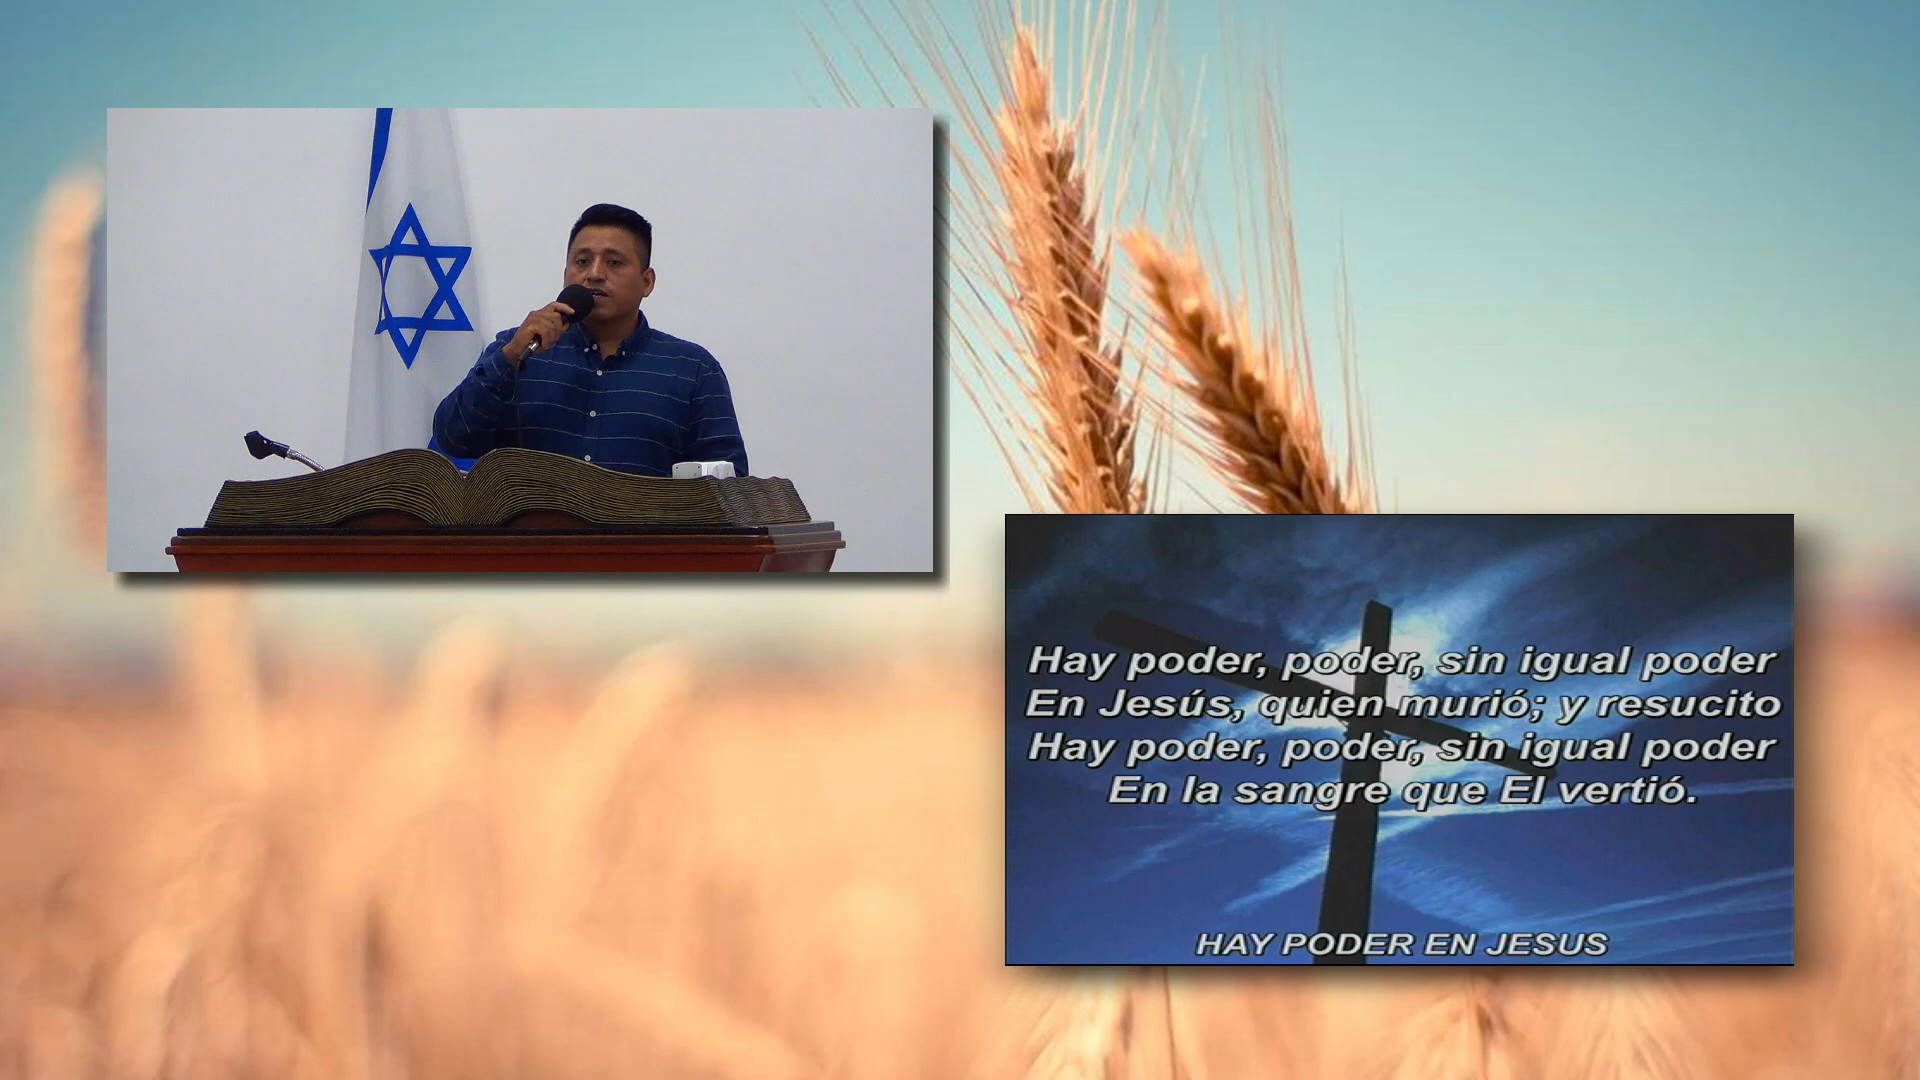 Hay poder, poder, sin igual poder
En Jesús, quien murió; y resucito
Hay poder, poder, sin igual poder
En la sangre que El vertió.
HAY PODER EN JESUS